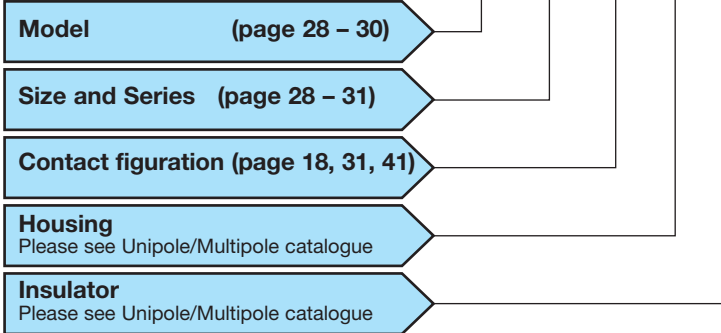 Model (page 28 – 30)
Size and Series (page 28 – 31)
Contact figuration (page 18, 31, 41)
Housing
Please see Unipole/Multipole catalogue
Insulator
Please see Unipole/Multipole catalogue